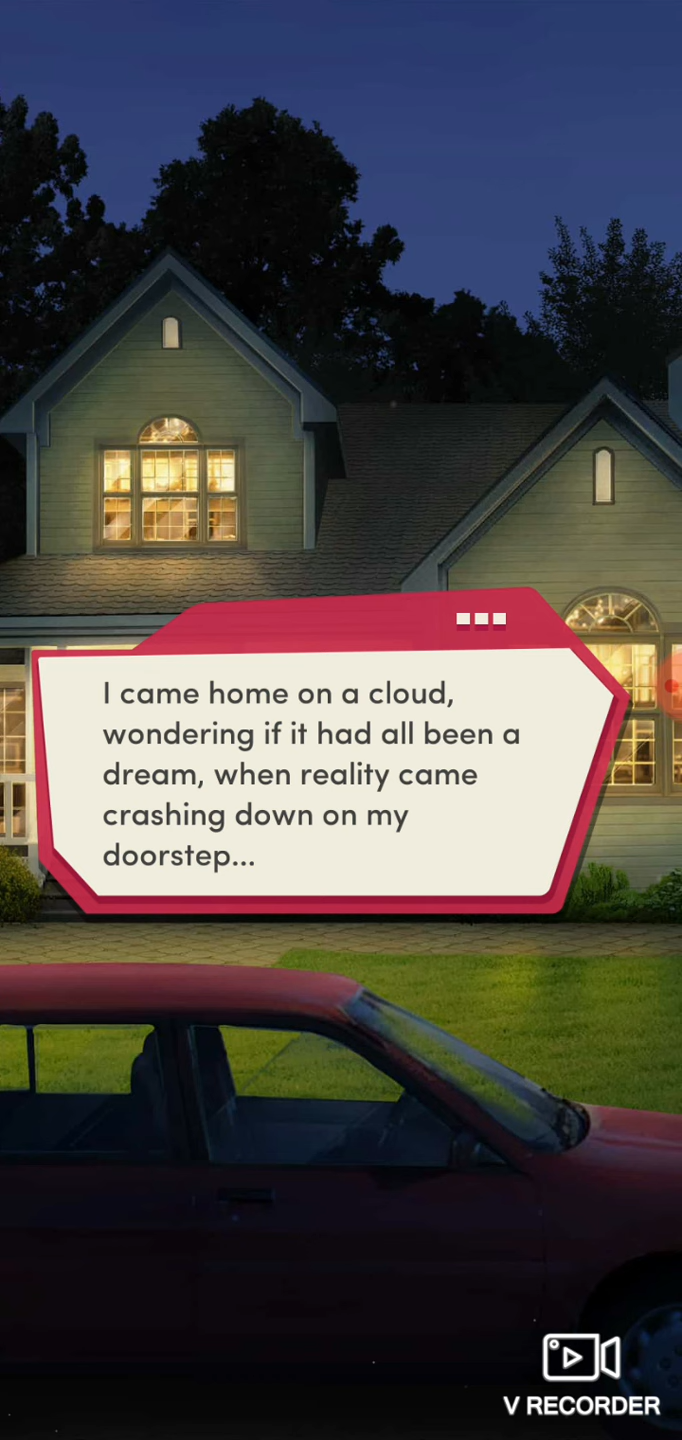 I came home on a cloud,
wondering if it had all been a
dream, when reality came
crashing down on my
doorstep...
V RECORDER